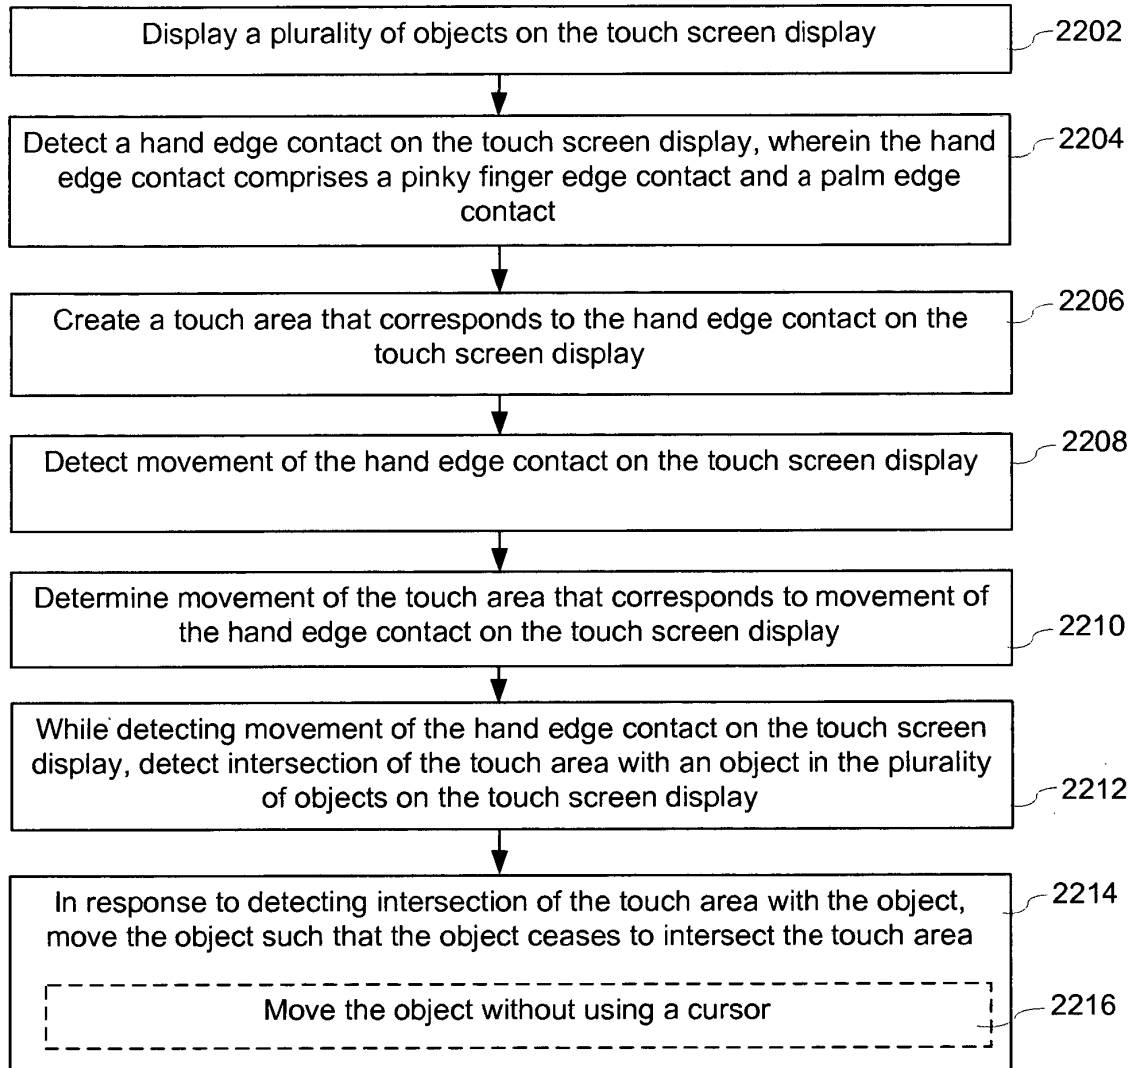 Display a plurality of objects on the touch screen display
2202
Detect a hand edge contact on the touch screen display, wherein the hand
edge contact comprises a pinky finger edge contact and a palm edge
contact
2204
Create a touch area that corresponds to the hand edge contact on the
touch screen display
2206
Detect movement of the hand edge contact on the touch screen display
2208
Determine movement of the touch area that corresponds to movement of
the hand edge contact on the touch screen display
2210
While detecting movement of the hand edge contact on the touch screen
display, detect intersection of the touch area with an object in the plurality
of objects on the touch screen display
2212
In response to detecting intersection of the touch area with the object,
move the object such that the object ceases to intersect the touch area
2214
Move the object without using a cursor
2216